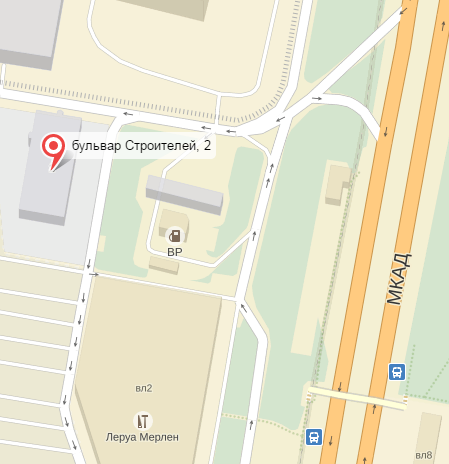 бульвар Строителей, 2
BP
МКАД
вл2
Леруа Мерлен
вл8